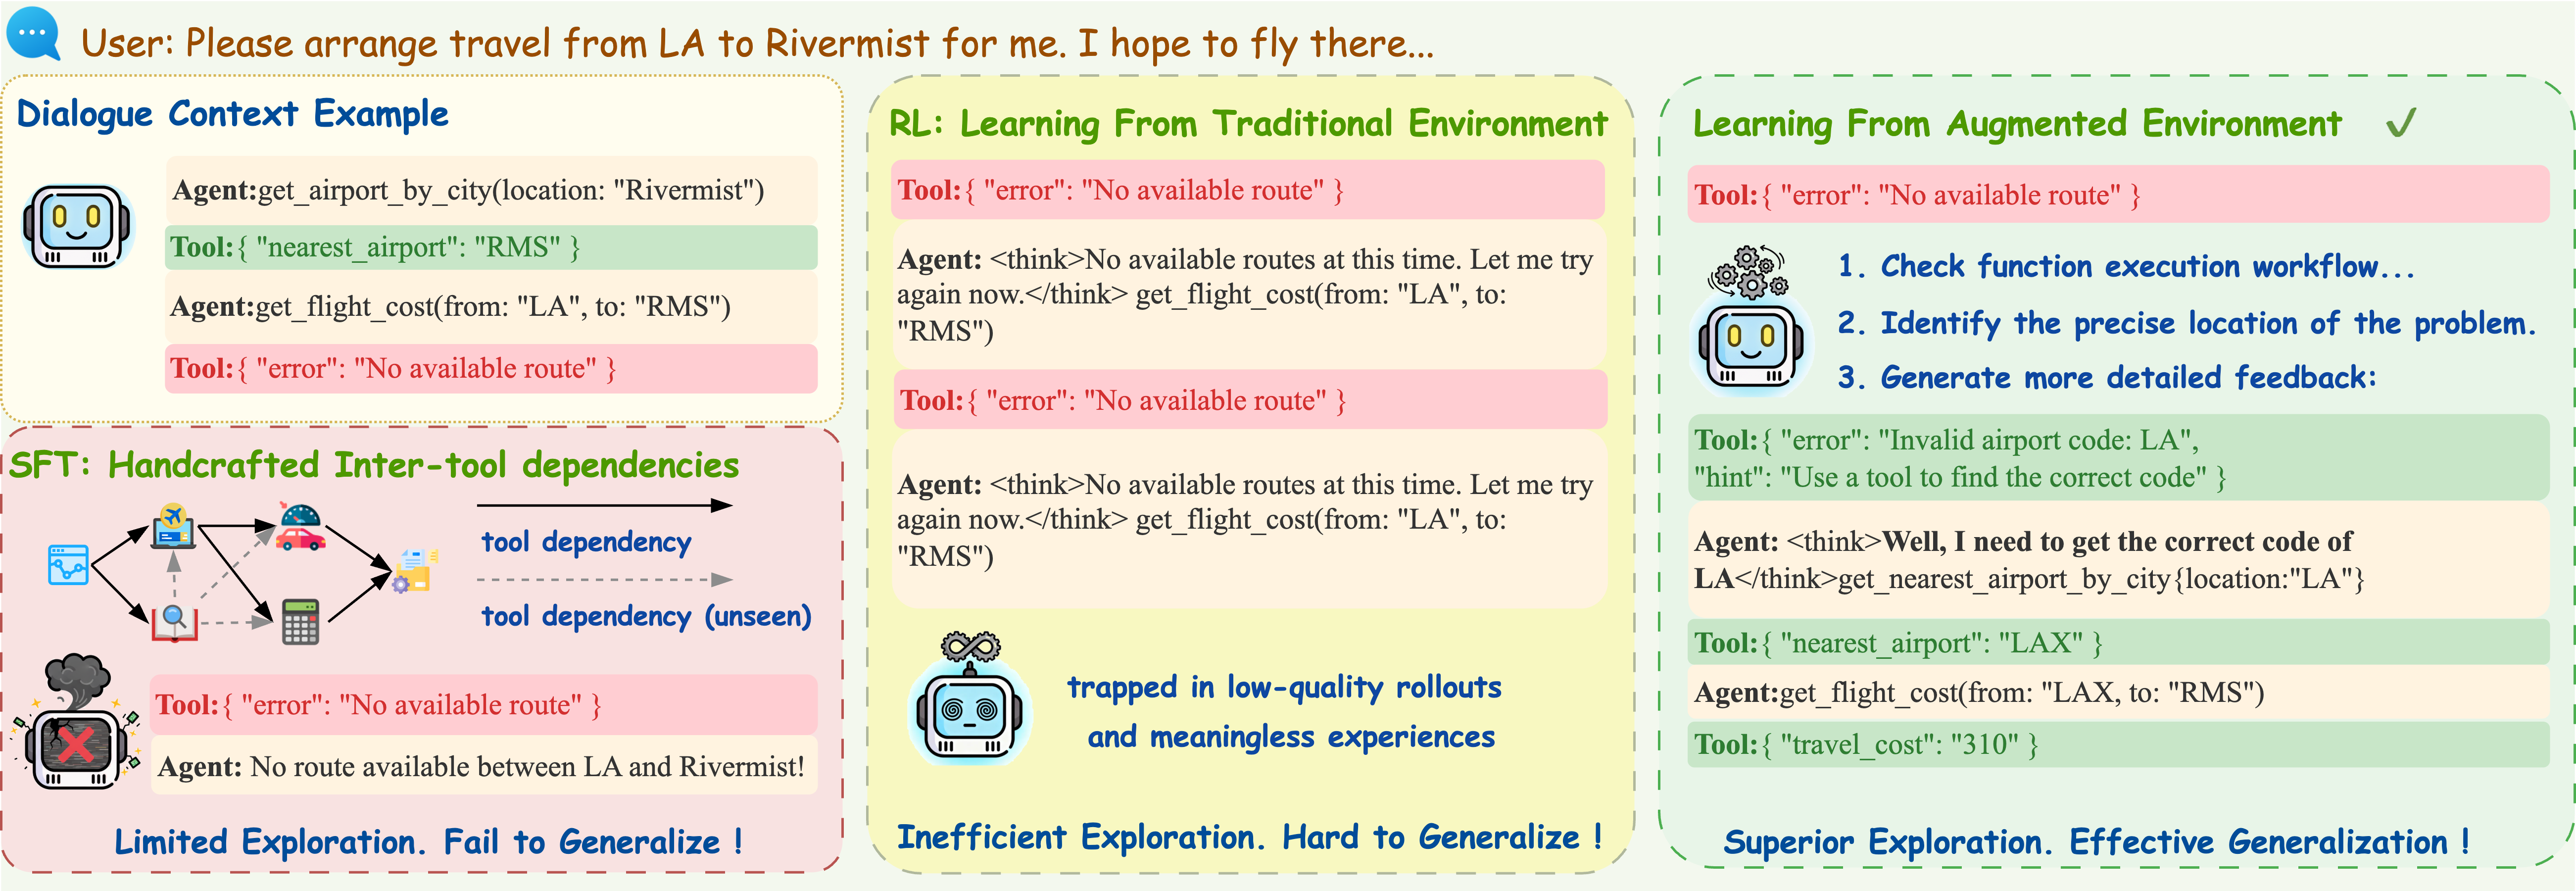 User: Please arrange travel from LA to Rivermist for me. I hope to fly there...
Dialogue Context Example
Agent:get_airport_by_city(location: "Rivermist")
Tool:{ "nearest_airport": "RMS" }
Agent:get_flight_cost(from: "LA", to: "RMS")
Tool:{ "error": "No available route" }
SFT: Handcrafted Inter-tool dependencies
tool dependency
tool dependency (unseen)
Tool:{ "error": "No available route" }
Agent: No route available between LA and Rivermist!
Limited Exploration. Fail to Generalize !
RL: Learning From Traditional Environment
Tool:{ "error": "No available route" }
Agent: <think>No available routes at this time. Let me try
again now.</think> get_flight_cost(from: "LA", to:
"RMS")
Tool:{ "error": "No available route" }
Agent: <think>No available routes at this time. Let me try
again now.</think> get_flight_cost(from: "LA", to:
"RMS")
trapped in low-quality rollouts
and meaningless experiences
Inefficient Exploration. Hard to Generalize !
Learning From Augmented Environment
Tool:{ "error": "No available route" }
1. Check function execution workflow...
2. Identify the precise location of the problem.
3. Generate more detailed feedback:
Tool:{ "error": "Invalid airport code: LA",
"hint": "Use a tool to find the correct code" }
Agent: <think>Well, I need to get the correct code of
LA</think>get_nearest_airport_by_city{location:"LA"}
Tool:{ "nearest_airport": "LAX" }
Agent:get_flight_cost(from: "LAX, to: "RMS")
Tool:{ "travel_cost": "310" }
Superior Exploration. Effective Generalization !